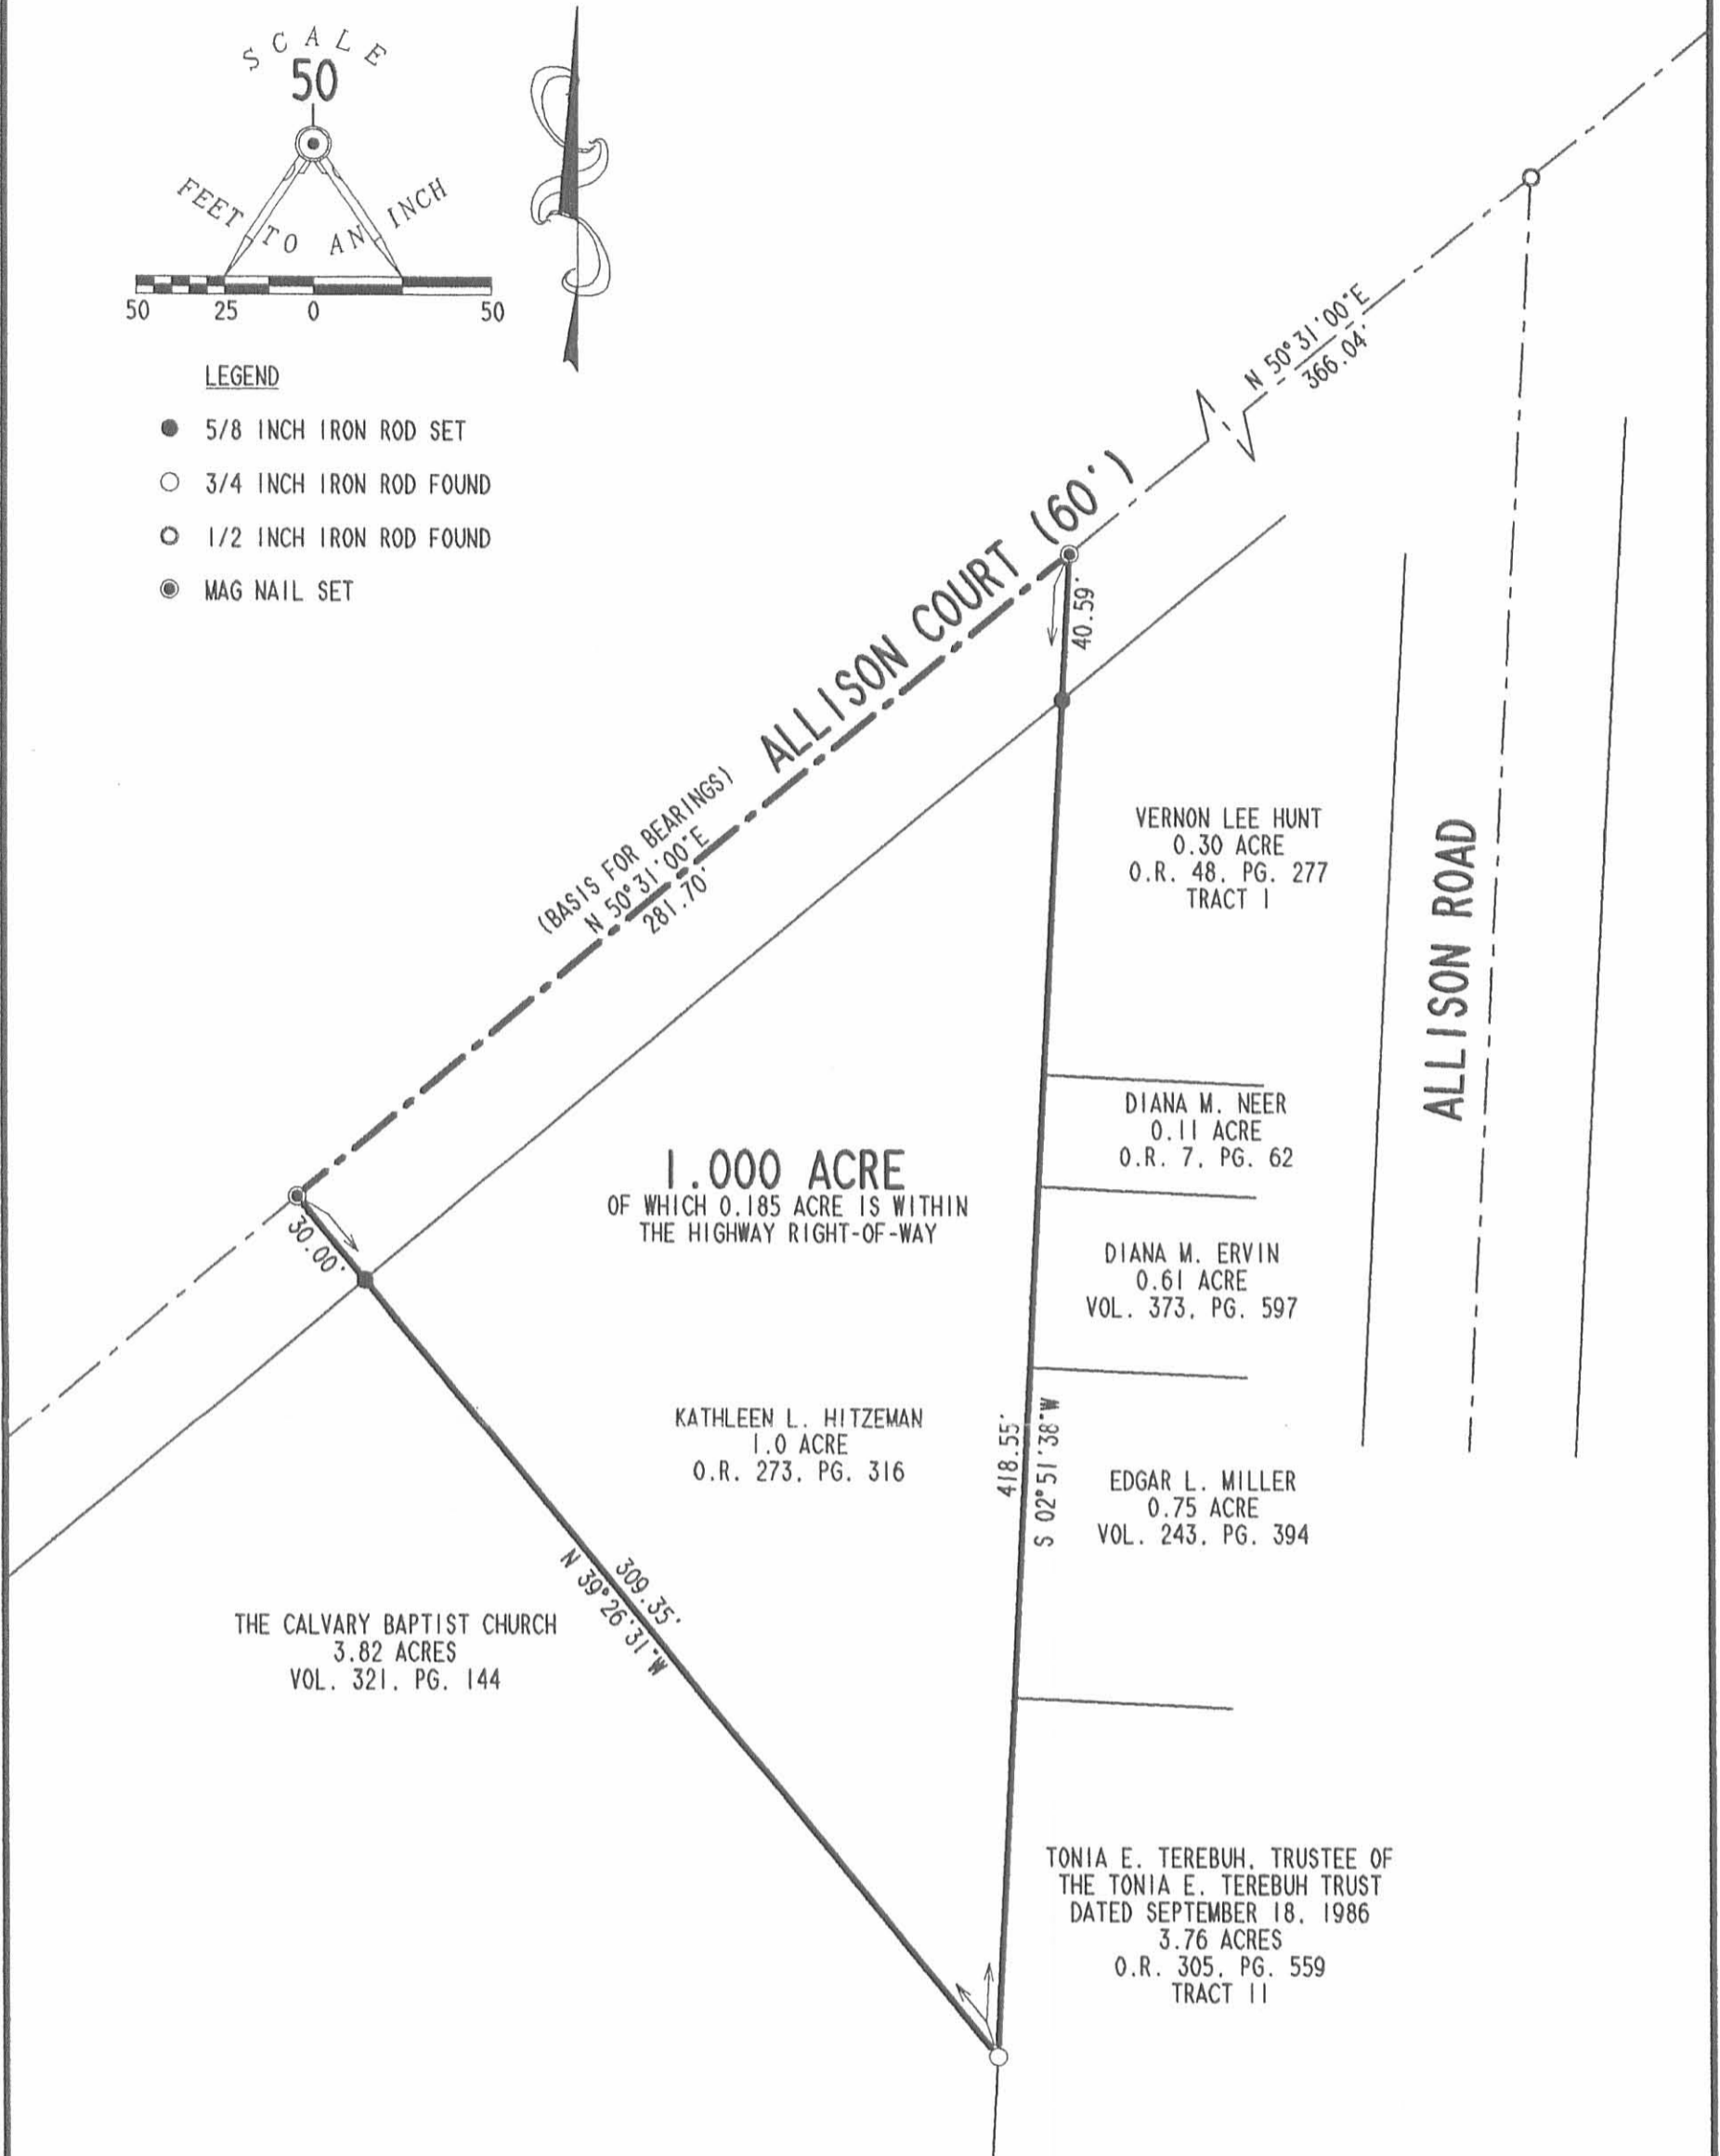 SCALE
50
FEET TO AN INCH
50 25 0 50
LEGEND
5/8 INCH IRON ROD SET
3/4 INCH IRON ROD FOUND
1/2 INCH IRON ROD FOUND
MAG NAIL SET
N 50°31'00"E
366.04'
ALLISON COURT (60')
40.59'
(BASIS FOR BEARINGS)
N 50°31'00"E
281.70'
VERNON LEE HUNT
0.30 ACRE
O.R. 48, PG. 277
TRACT I
ALLISON ROAD
DIANA M. NEER
0.11 ACRE
O.R. 7, PG. 62
1.000 ACRE
OF WHICH 0.185 ACRE IS WITHIN
THE HIGHWAY RIGHT-OF-WAY
30.00'
DIANA M. ERVIN
0.61 ACRE
VOL. 373, PG. 597
KATHLEEN L. HITZEMAN
1.0 ACRE
O.R. 273, PG. 316
418.55'
S 02°51'38"W
EDGAR L. MILLER
0.75 ACRE
VOL. 243, PG. 394
309.35'
N 39°26'31"W
THE CALVARY BAPTIST CHURCH
3.82 ACRES
VOL. 321, PG. 144
TONIA E. TEREBUH, TRUSTEE OF
THE TONIA E. TEREBUH TRUST
DATED SEPTEMBER 18, 1986
3.76 ACRES
O.R. 305, PG. 559
TRACT II